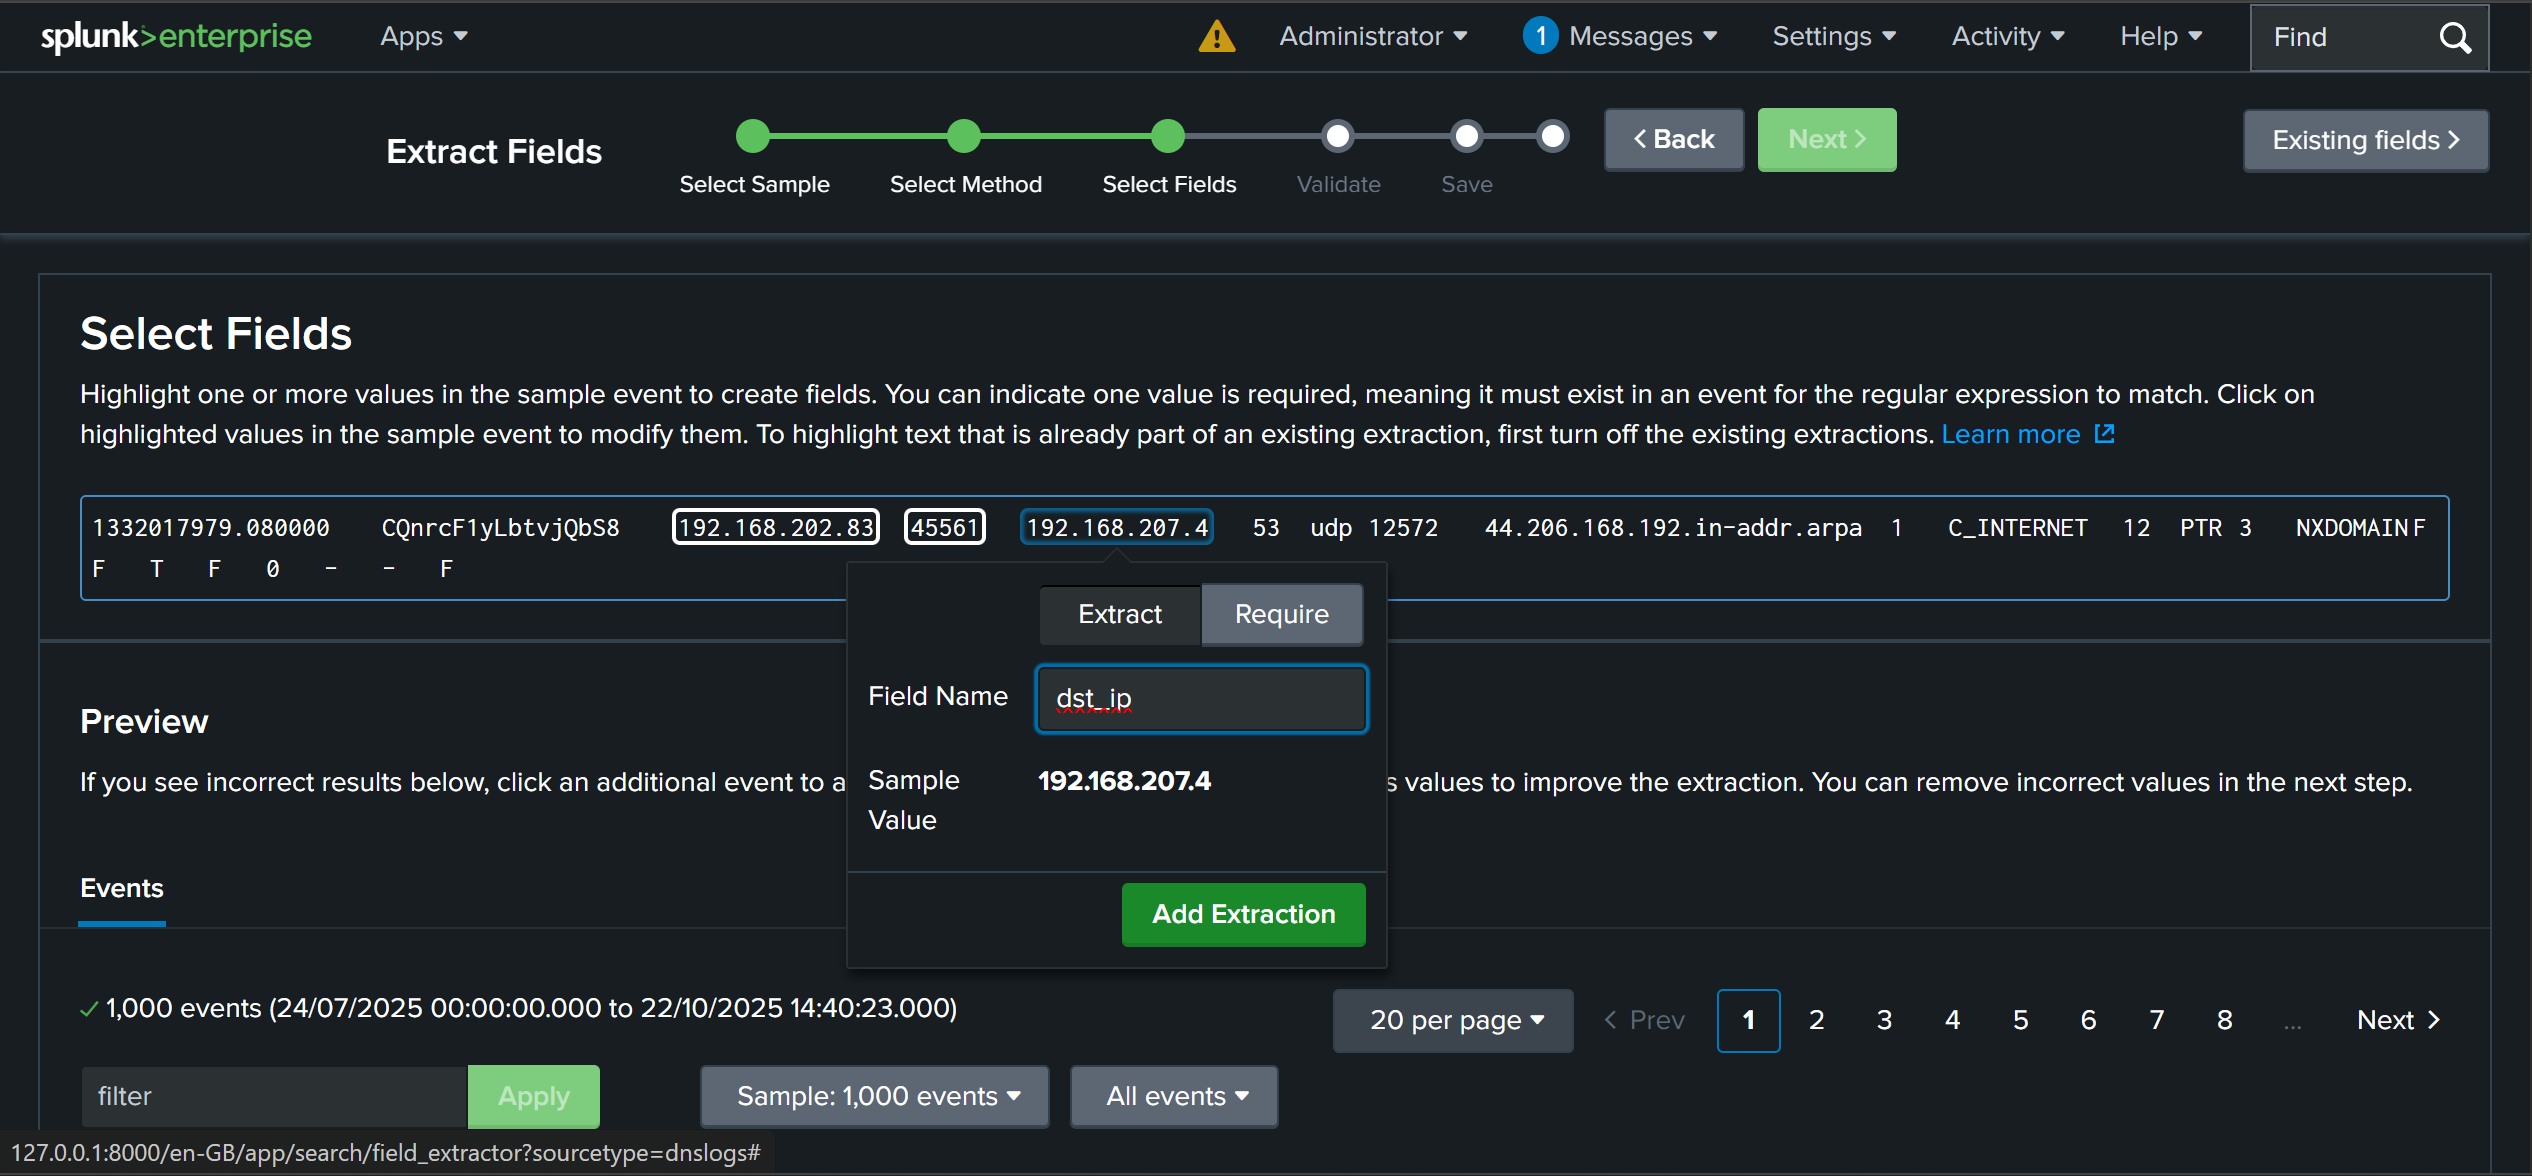 splunk>enterprise Apps Administrator 1 Messages Settings Activity Help Find
Extract Fields
Select Sample Select Method Select Fields Validate Save
< Back Next > Existing fields >
Select Fields
Highlight one or more values in the sample event to create fields. You can indicate one value is required, meaning it must exist in an event for the regular expression to match. Click on
highlighted values in the sample event to modify them. To highlight text that is already part of an existing extraction, first turn off the existing extractions. Learn more
1332017979.080000 CQnrcF1yLbtvjQbS8 192.168.202.83 45561 192.168.207.4 53 udp 12572 44.206.168.192.in-addr.arpa 1 C_INTERNET 12 PTR 3 NXDOMAIN F
F T F 0 - - F
Extract Require
Field Name dst_ip
Sample
Value
192.168.207.4
Add Extraction
Preview
If you see incorrect results below, click an additional event to a s values to improve the extraction. You can remove incorrect values in the next step.
Events
1,000 events (24/07/2025 00:00:00.000 to 22/10/2025 14:40:23.000)
20 per page < Prev 1 2 3 4 5 6 7 8 ... Next >
filter Apply Sample: 1,000 events All events
127.0.0.1:8000/en-GB/app/search/field_extractor?sourcetype=dnslogs#